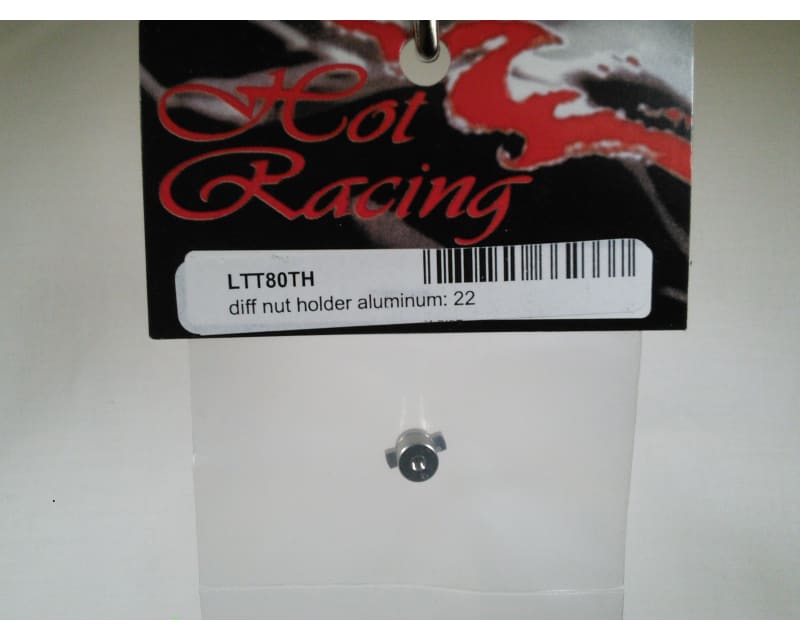 Hot
Racing
LTT80TH
diff nut holder aluminum: 22